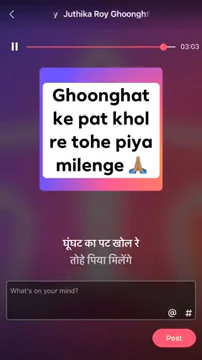 y Juthika Roy Ghoongh
03:03
Ghoonghat
ke pat khol
re tohe piya
milenge 🙏🏽
घूंघट का पट खोल रे
तोहे पिया मिलेंगे
What's on your mind?
@ #
Post